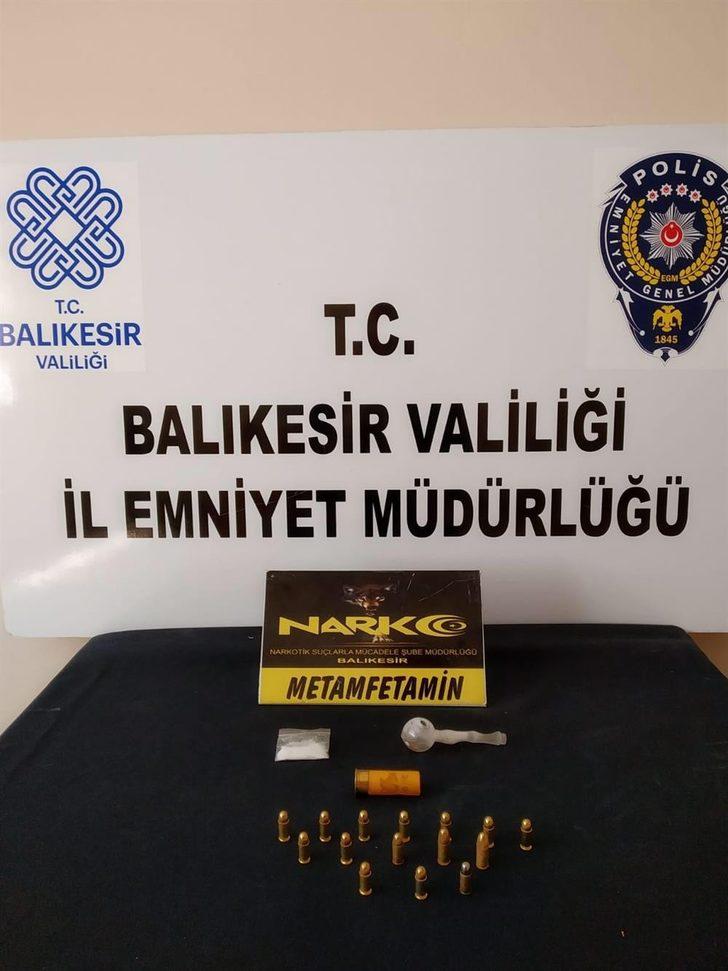 T.C.
BALIKESİR
VALİLİĞİ
POLİS
EMNİYET GENEL MÜDÜ
EGM
1845
T.C.
BALIKESİR VALİLİĞİ
İL EMNİYET MÜDÜRLÜĞÜ
NARKO
NARKOTİK SUÇLARLA MÜCADELE ŞUBE MÜDÜRLÜĞÜ
BALIKESİR
METAMFETAMİN